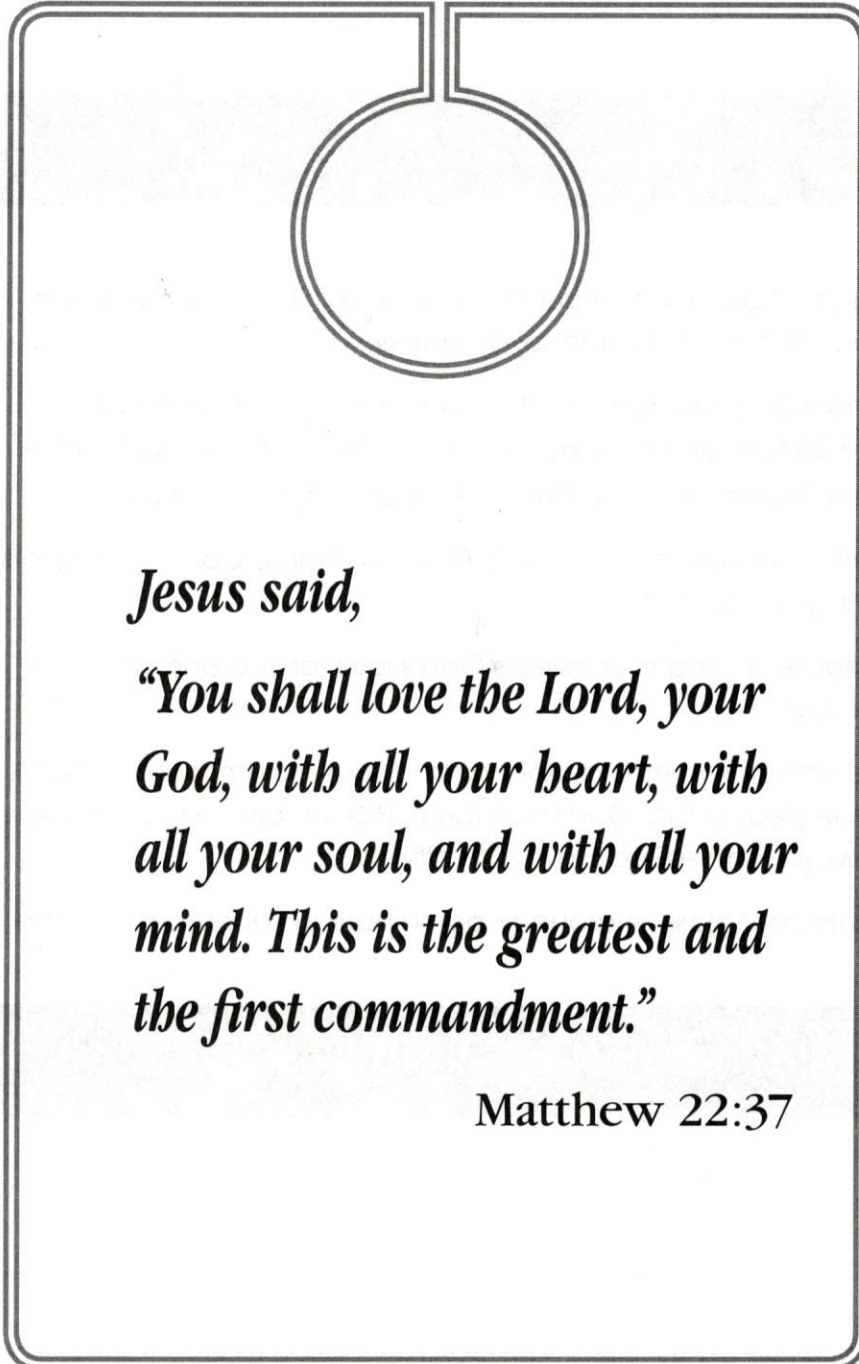 Jesus said,
“You shall love the Lord, your
God, with all your heart, with
all your soul, and with all your
mind. This is the greatest and
the first commandment.”
Matthew 22:37